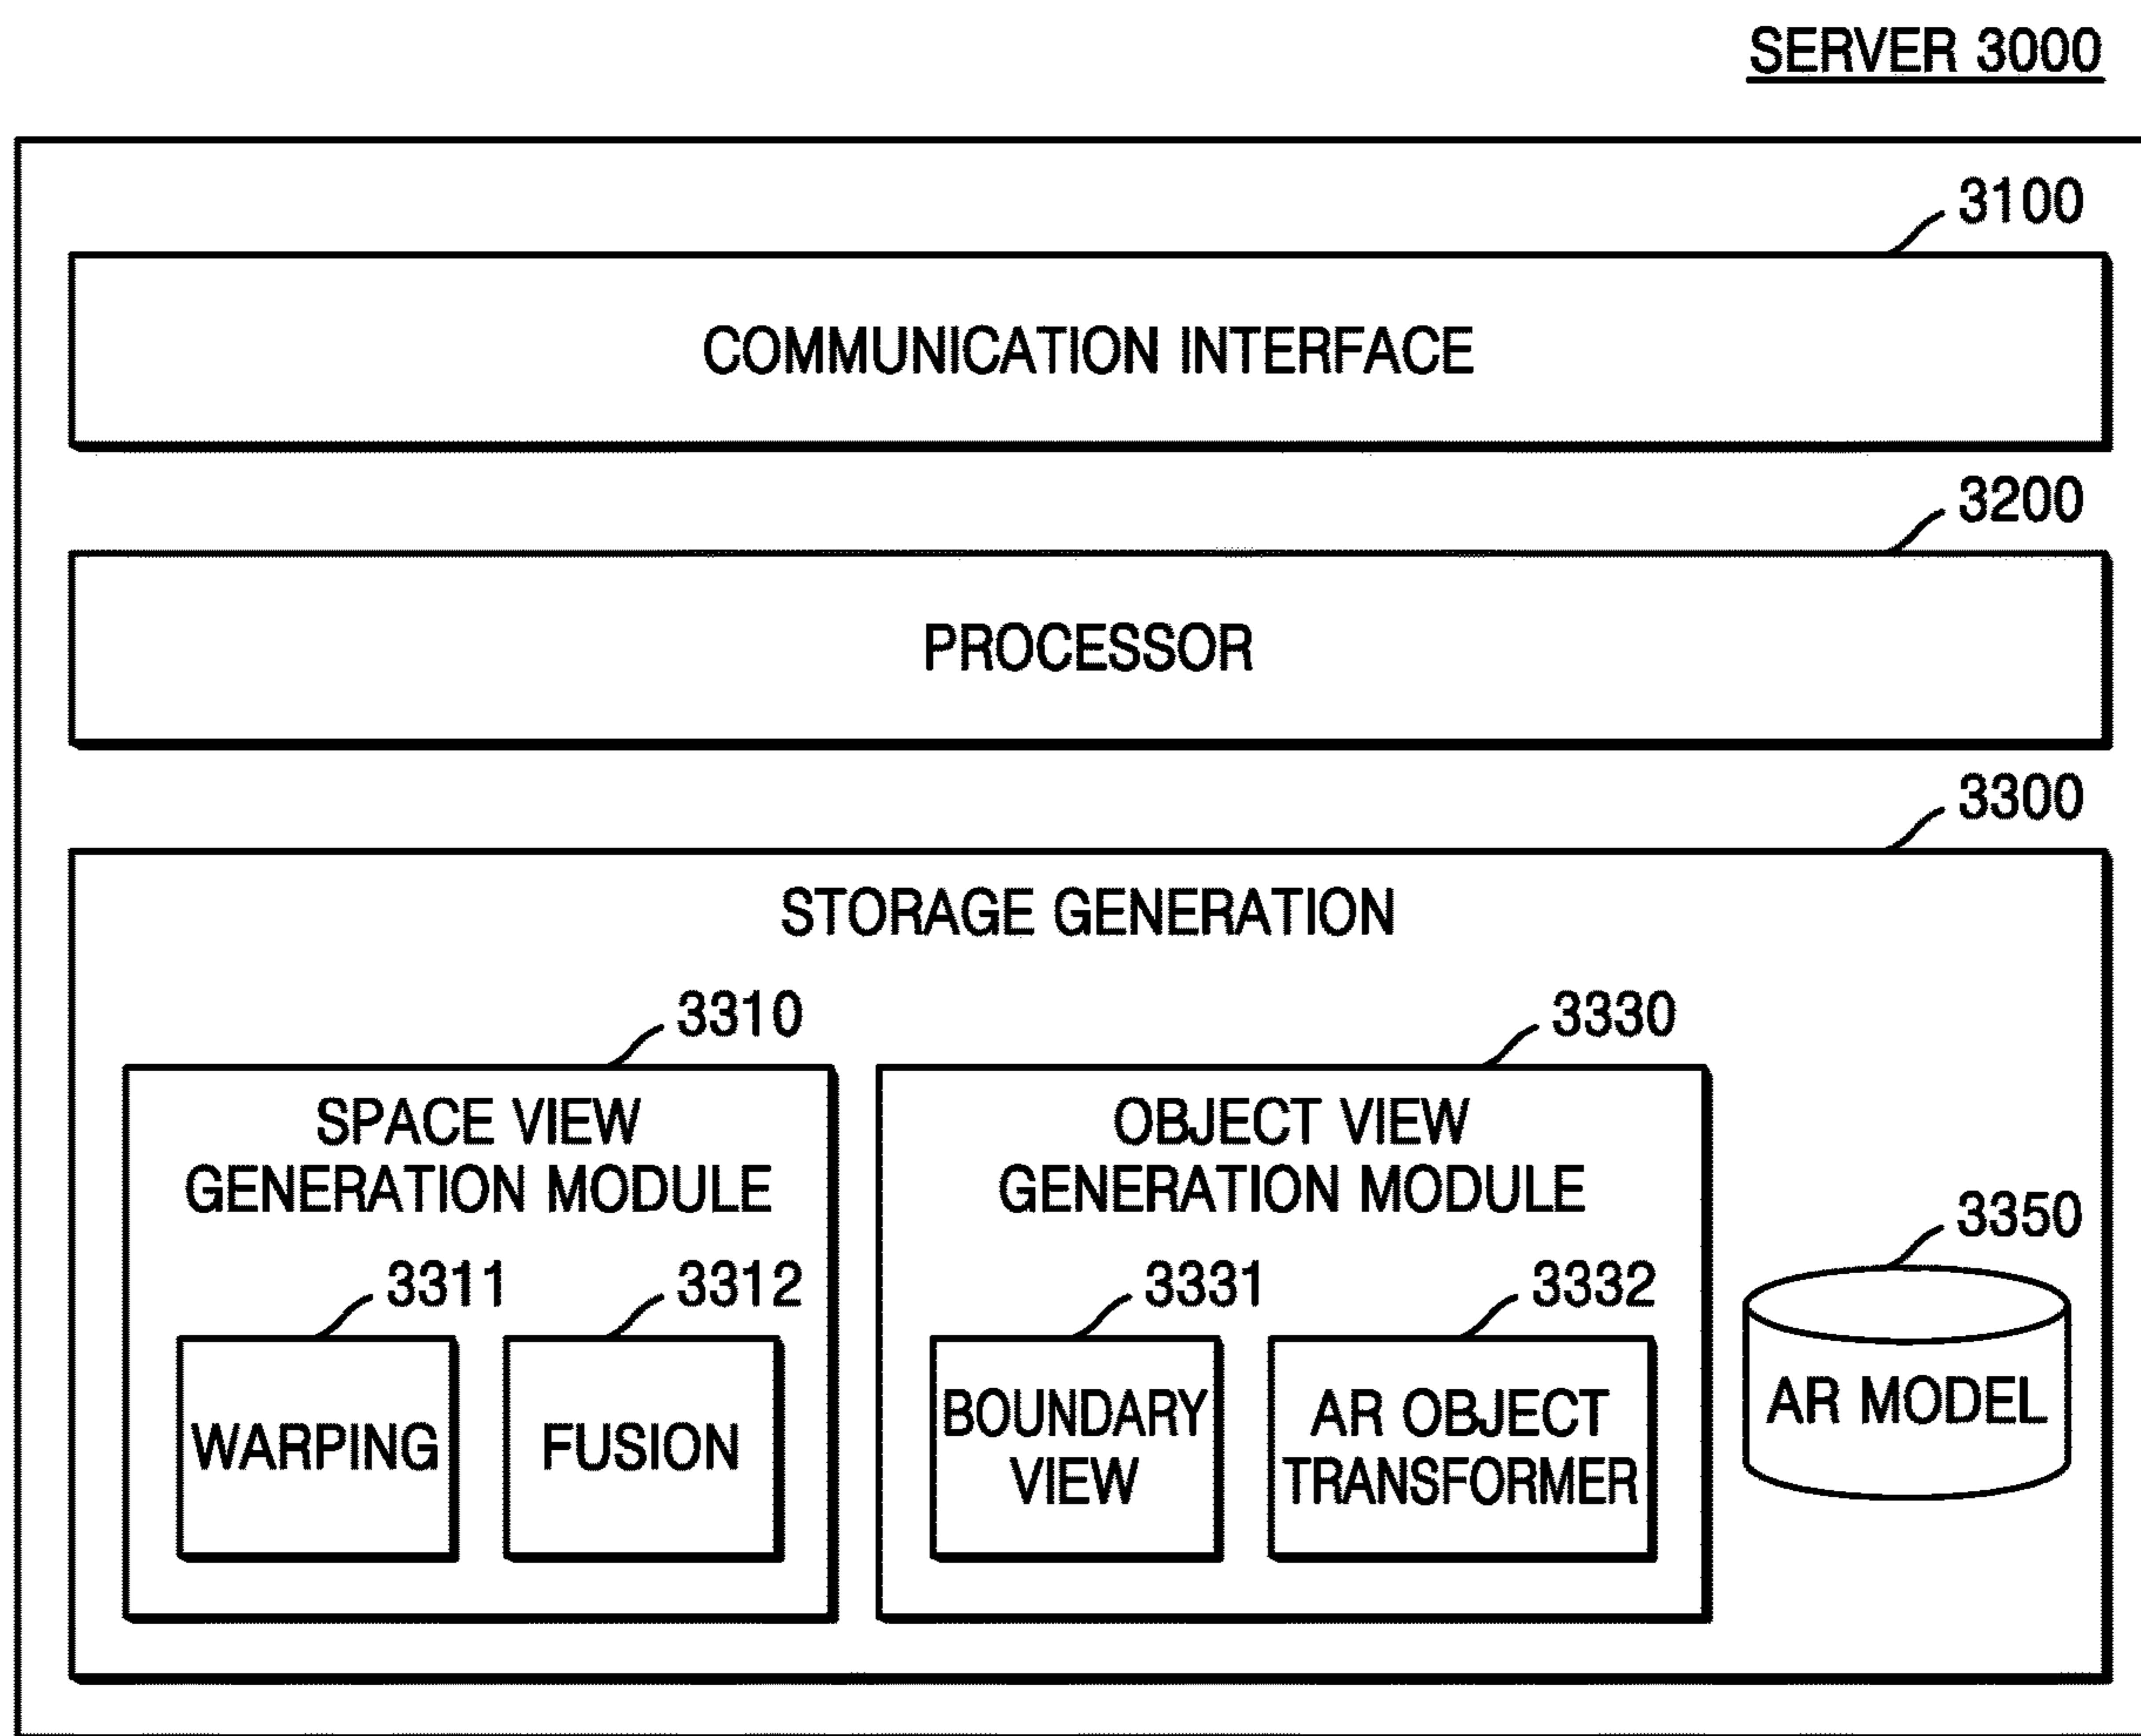 SERVER 3000
3100
COMMUNICATION INTERFACE
3200
PROCESSOR
3300
STORAGE GENERATION
3310
SPACE VIEW
GENERATION MODULE
3311
WARPING
3312
FUSION
3330
OBJECT VIEW
GENERATION MODULE
3331
BOUNDARY
VIEW
3332
AR OBJECT
TRANSFORMER
3350
AR MODEL